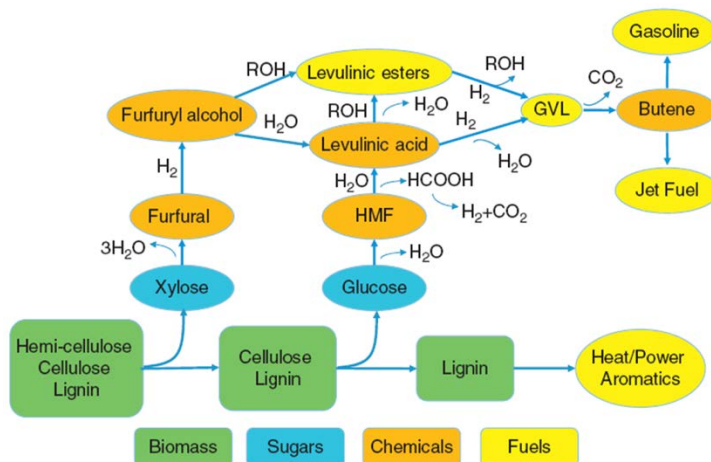 Gasoline
ROH
Levulinic esters
ROH
H₂
CO₂
Furfuryl alcohol
H₂O
ROH
H₂O
H₂
GVL
Butene
Levulinic acid
H₂O
H₂
H₂O
HCOOH
Jet Fuel
Furfural
HMF
H₂+CO₂
3H₂O
H₂O
Xylose
Glucose
Hemi-cellulose
Cellulose
Lignin
Cellulose
Lignin
Lignin
Heat/Power
Aromatics
Biomass
Sugars
Chemicals
Fuels